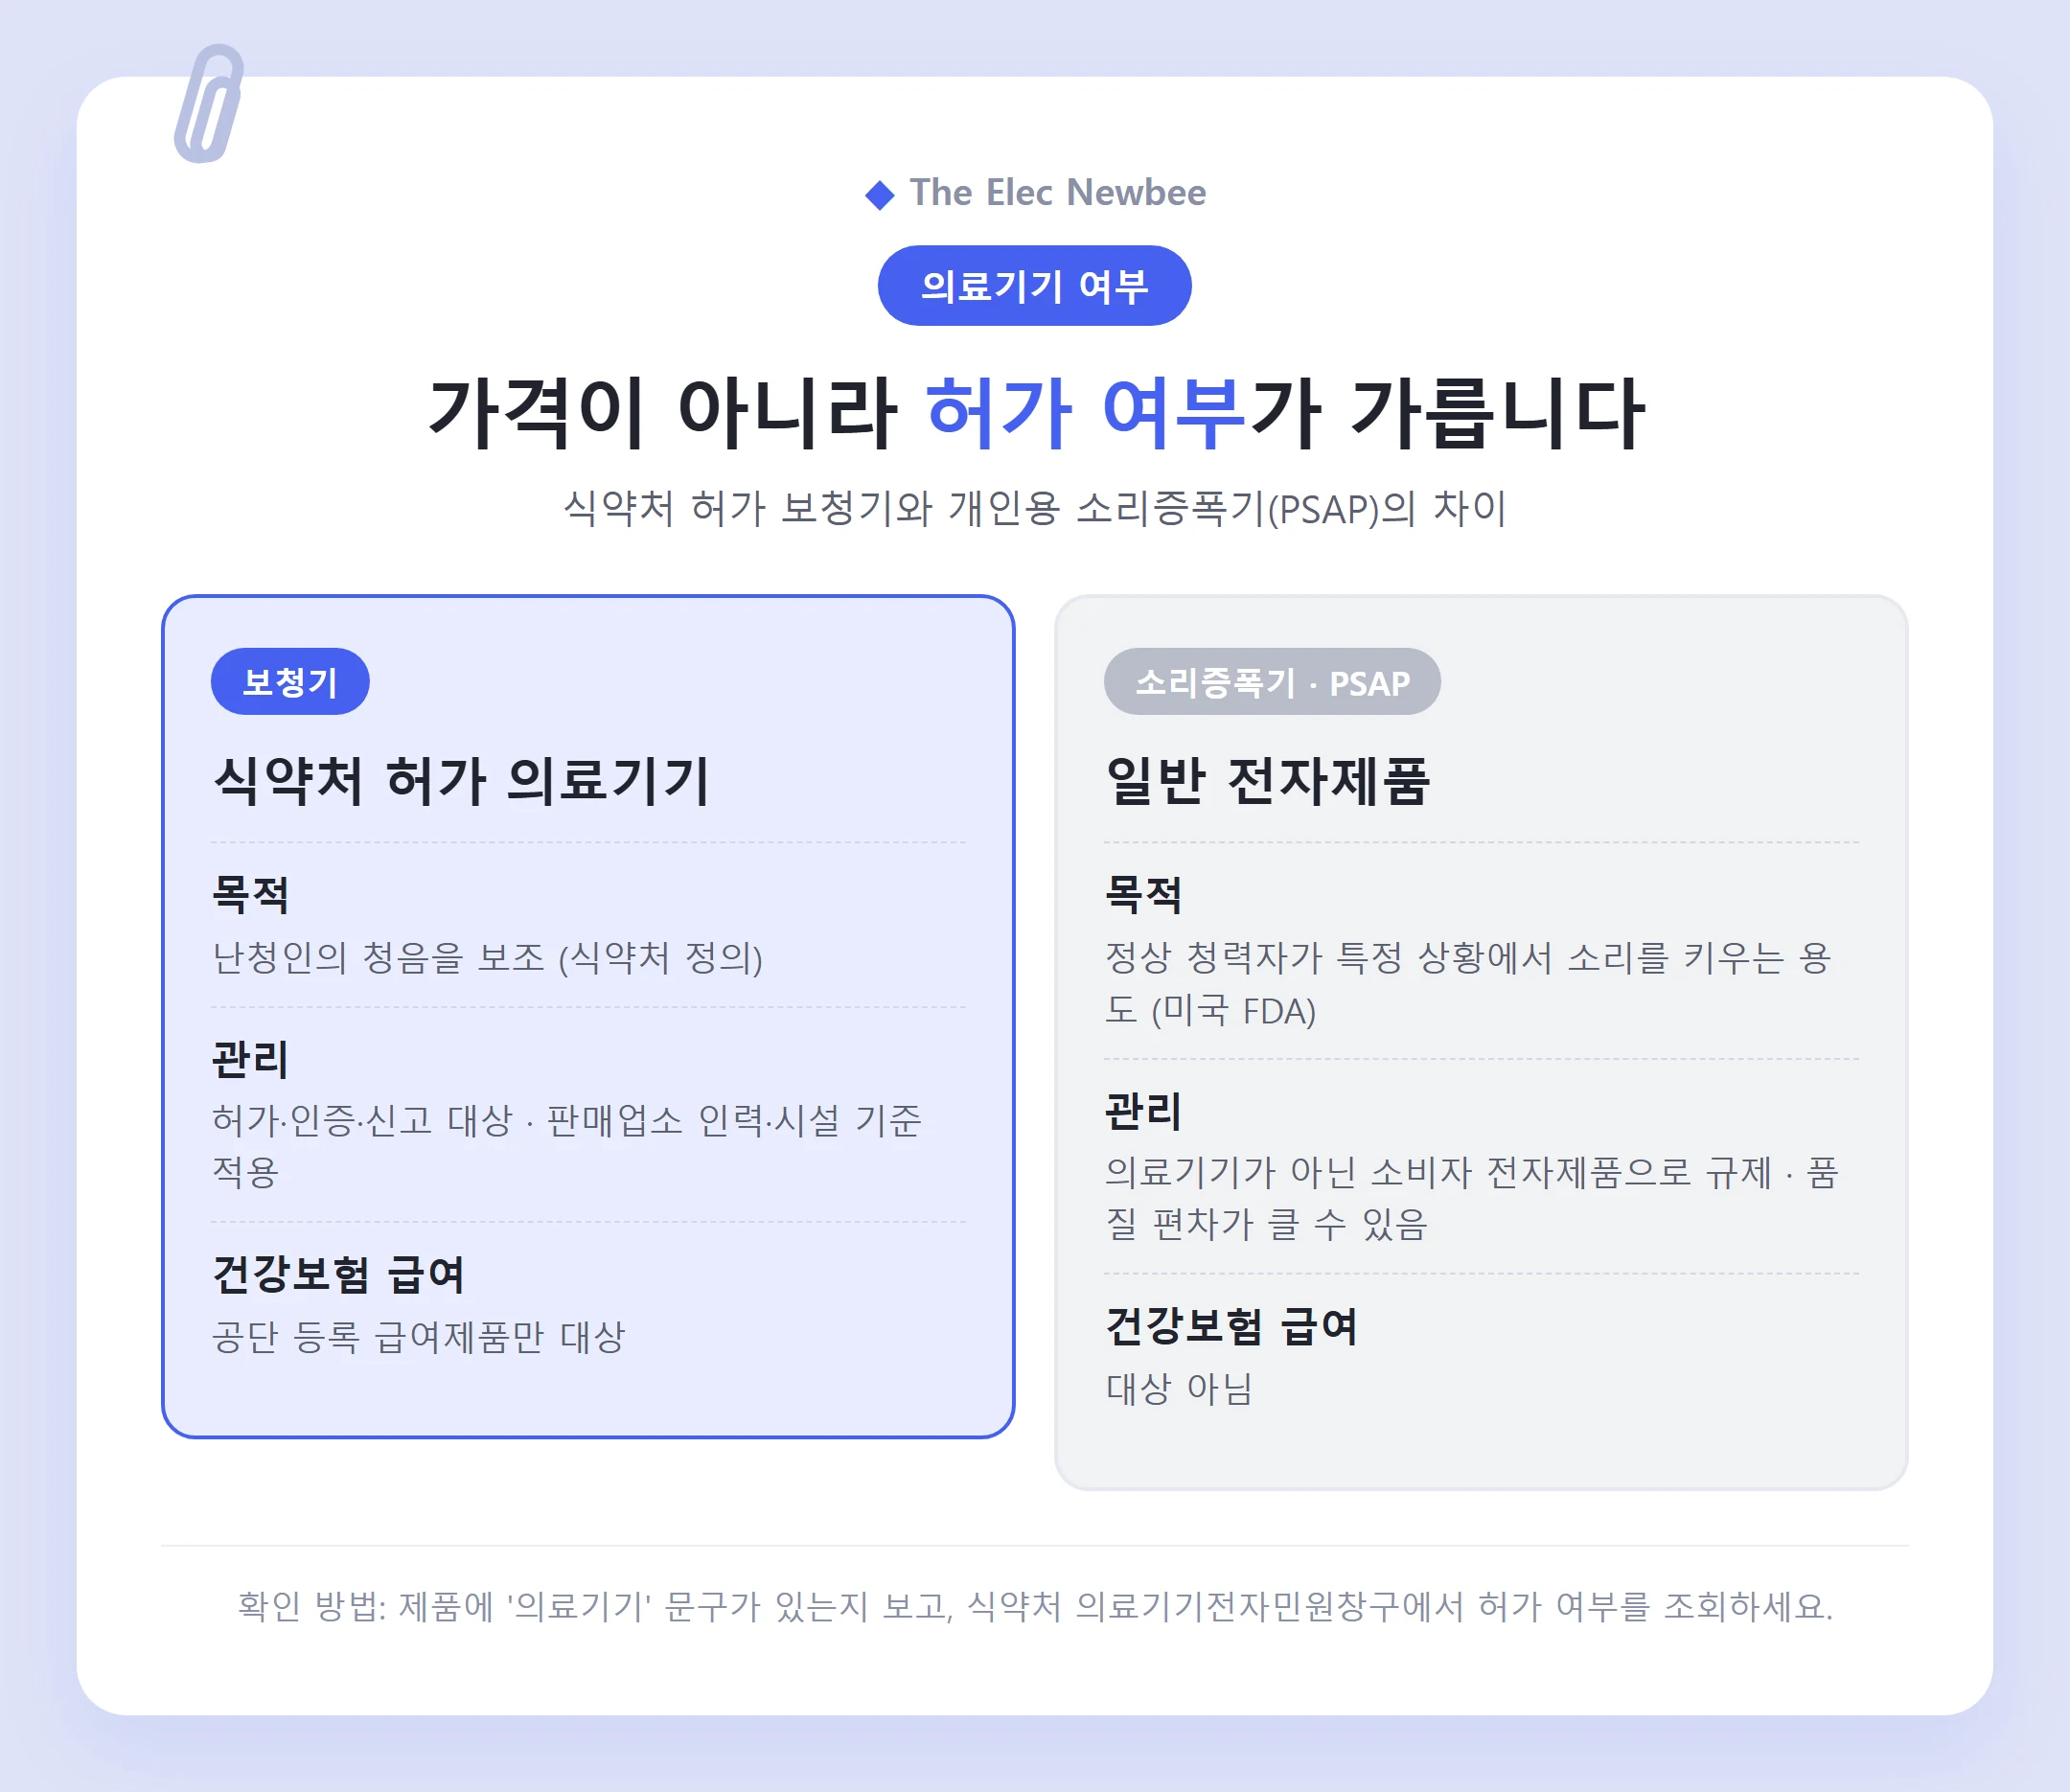 The Elec Newbee
의료기기 여부
가격이 아니라 허가 여부가 가릅니다
식약처 허가 보청기와 개인용 소리증폭기(PSAP)의 차이
보청기
식약처 허가 의료기기
목적
난청인의 청음을 보조 (식약처 정의)
관리
허가·인증·신고 대상 · 판매업소 인력·시설 기준
적용
건강보험 급여
공단 등록 급여제품만 대상
소리증폭기 · PSAP
일반 전자제품
목적
정상 청력자가 특정 상황에서 소리를 키우는 용
도 (미국 FDA)
관리
의료기기가 아닌 소비자 전자제품으로 규제 · 품
질 편차가 클 수 있음
건강보험 급여
대상 아님
확인 방법: 제품에 '의료기기' 문구가 있는지 보고, 식약처 의료기기전자민원창구에서 허가 여부를 조회하세요.